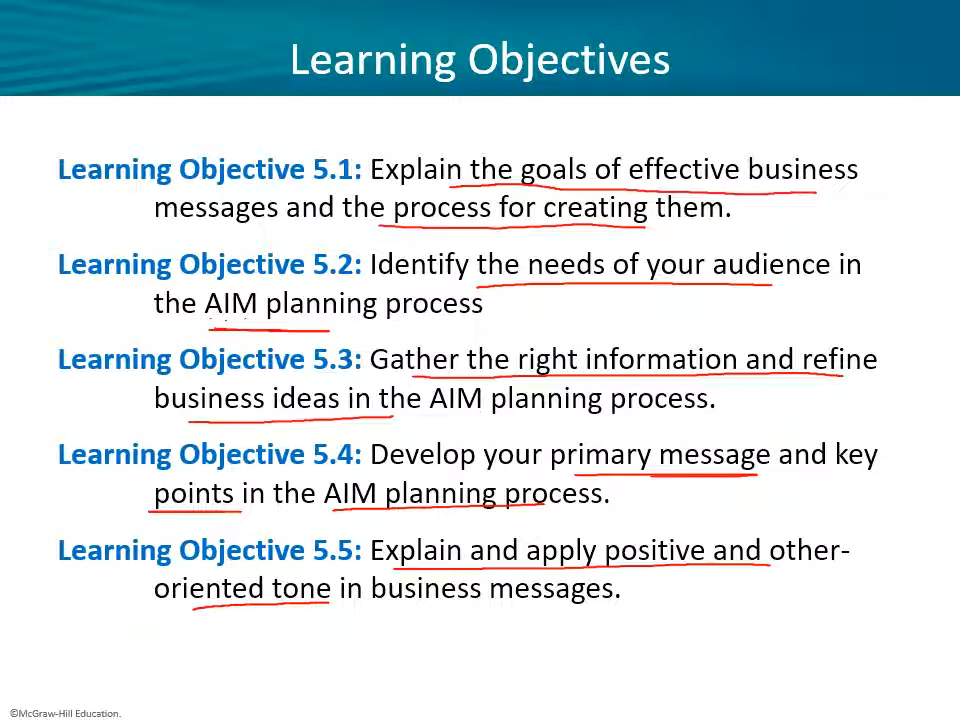 Learning Objectives
Learning Objective 5.1: Explain the goals of effective business
messages and the process for creating them.
Learning Objective 5.2: Identify the needs of your audience in
the AIM planning process
Learning Objective 5.3: Gather the right information and refine
business ideas in the AIM planning process.
Learning Objective 5.4: Develop your primary message and key
points in the AIM planning process.
Learning Objective 5.5: Explain and apply positive and other-
oriented tone in business messages.
©McGraw-Hill Education.